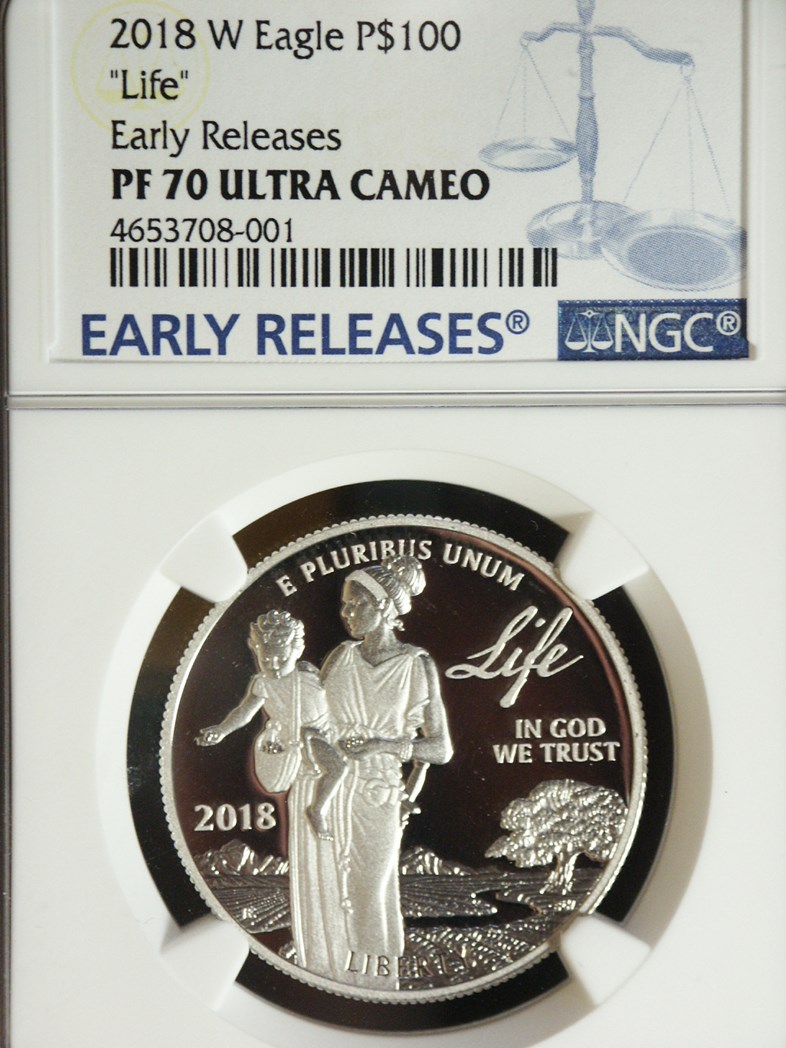 2018 W Eagle P$100
"Life"
Early Releases
PF 70 ULTRA CAMEO
4653708-001
EARLY RELEASES®
NGC®
E PLURIBUS UNUM
Life
IN GOD
WE TRUST
2018
LIBERTY